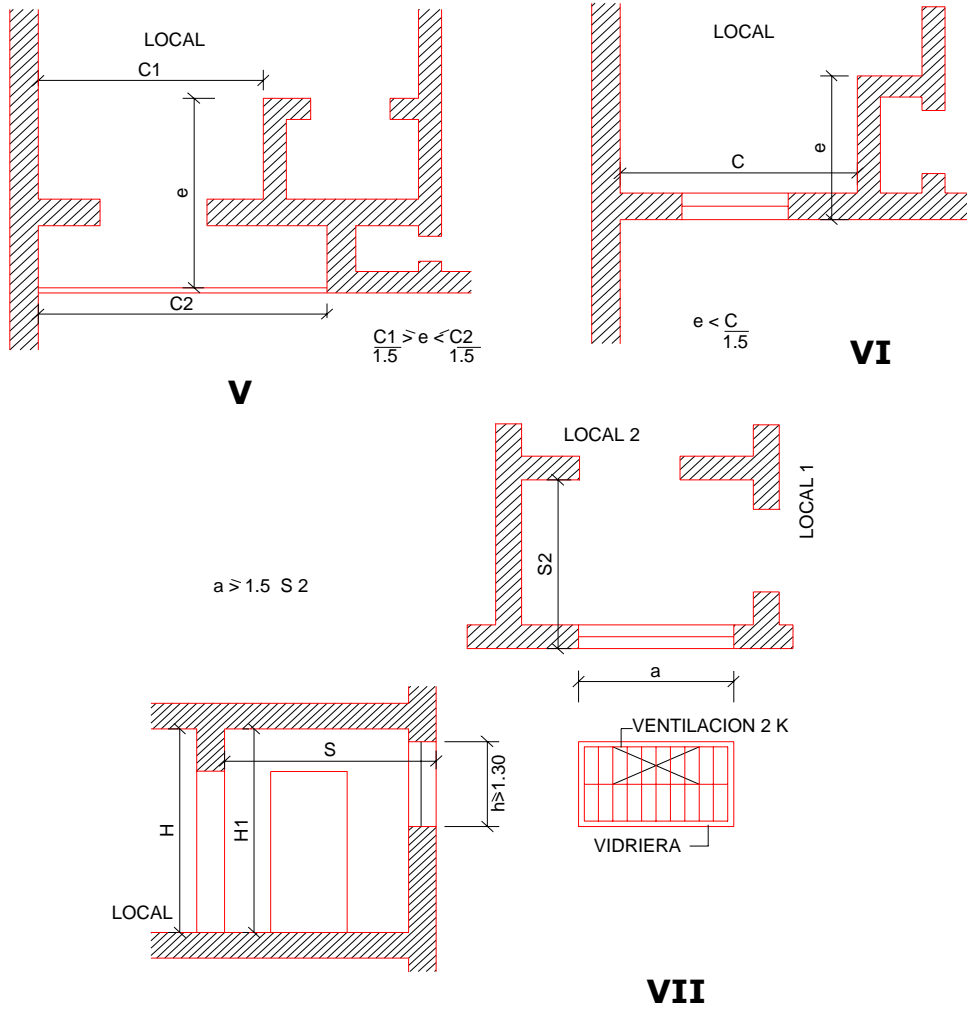 LOCAL
C1
e
C2
C1/1.5 ⩾ e < C2/1.5
V
LOCAL
C
e
e < C/1.5
VI
LOCAL 2
LOCAL 1
S2
a ⩾ 1.5 S 2
a
S
H
H1
h⩾1.30
LOCAL
VENTILACION 2 K
VIDRIERA
VII